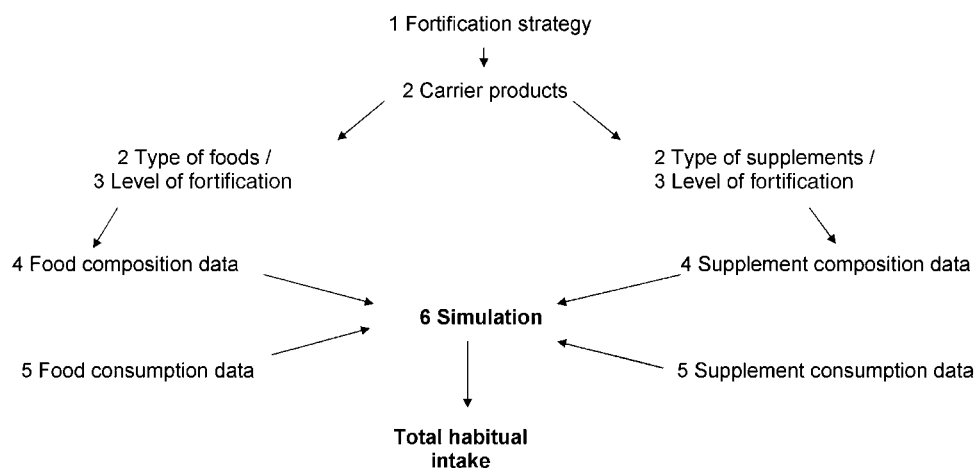 1 Fortification strategy
2 Carrier products
2 Type of foods /
3 Level of fortification
2 Type of supplements /
3 Level of fortification
4 Food composition data
4 Supplement composition data
6 Simulation
5 Food consumption data
5 Supplement consumption data
Total habitual
intake